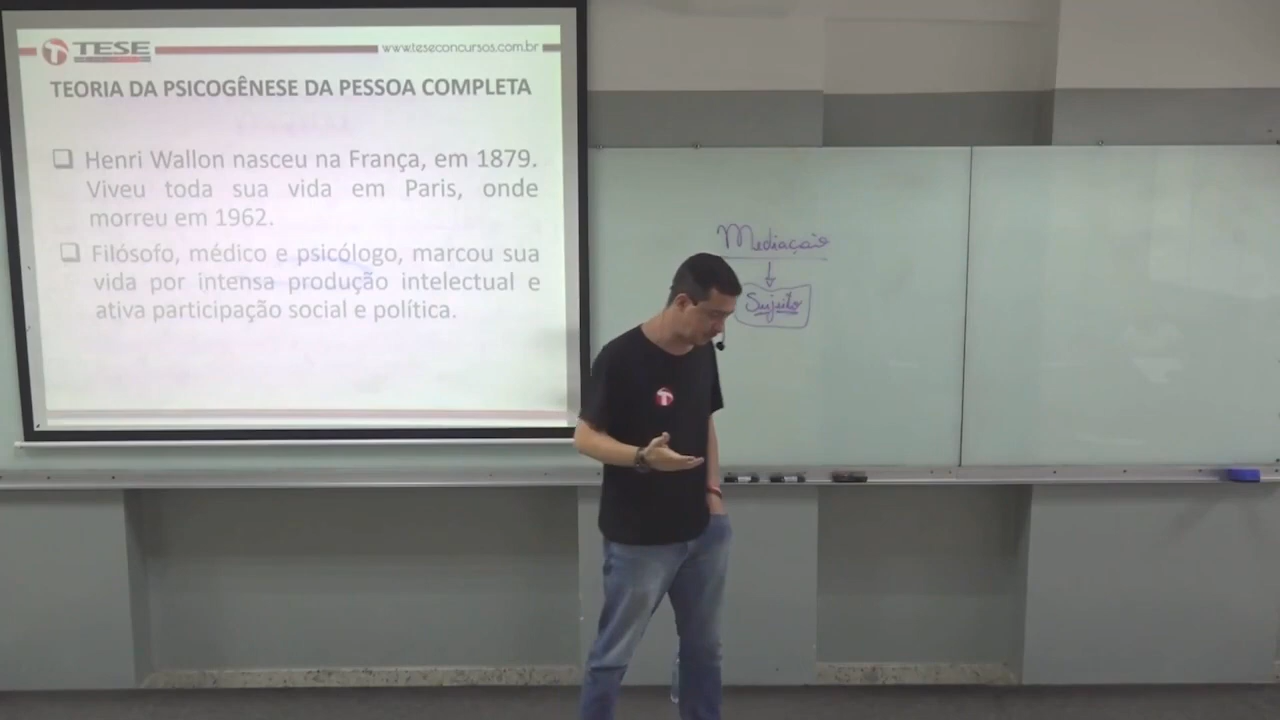 TESE
www.teseconcursos.com.br
TEORIA DA PSICOGÊNESE DA PESSOA COMPLETA
Henri Wallon nasceu na França, em 1879.
Viveu toda sua vida em Paris, onde
morreu em 1962.
Filósofo, médico e psicólogo, marcou sua
vida por intensa produção intelectual e
ativa participação social e política.
Mediação
Sujeito